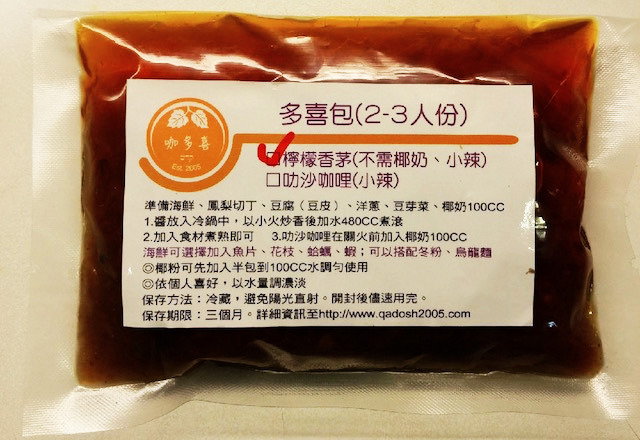 咖多喜
Est. 2005
多喜包(2-3人份)
☑檸檬香茅(不需椰奶、小辣)
☐叻沙咖哩(小辣)
準備海鮮、鳳梨切丁、豆腐(豆皮)、洋蔥、豆芽菜、椰奶100CC
1.醬放入冷鍋中，以小火炒香後加水480CC煮滾
2.加入食材煮熟即可 3.叻沙咖哩在關火前加入椰奶100CC
海鮮可選擇加入魚片、花枝、蛤蠣、蝦；可以搭配冬粉、烏龍麵
◎椰粉可先加入半包到100CC水調勻使用
◎依個人喜好，以水量調濃淡
保存方法：冷藏，避免陽光直射。開封後儘速用完。
保存期限：三個月。詳細資訊至http://www.qadosh2005.com